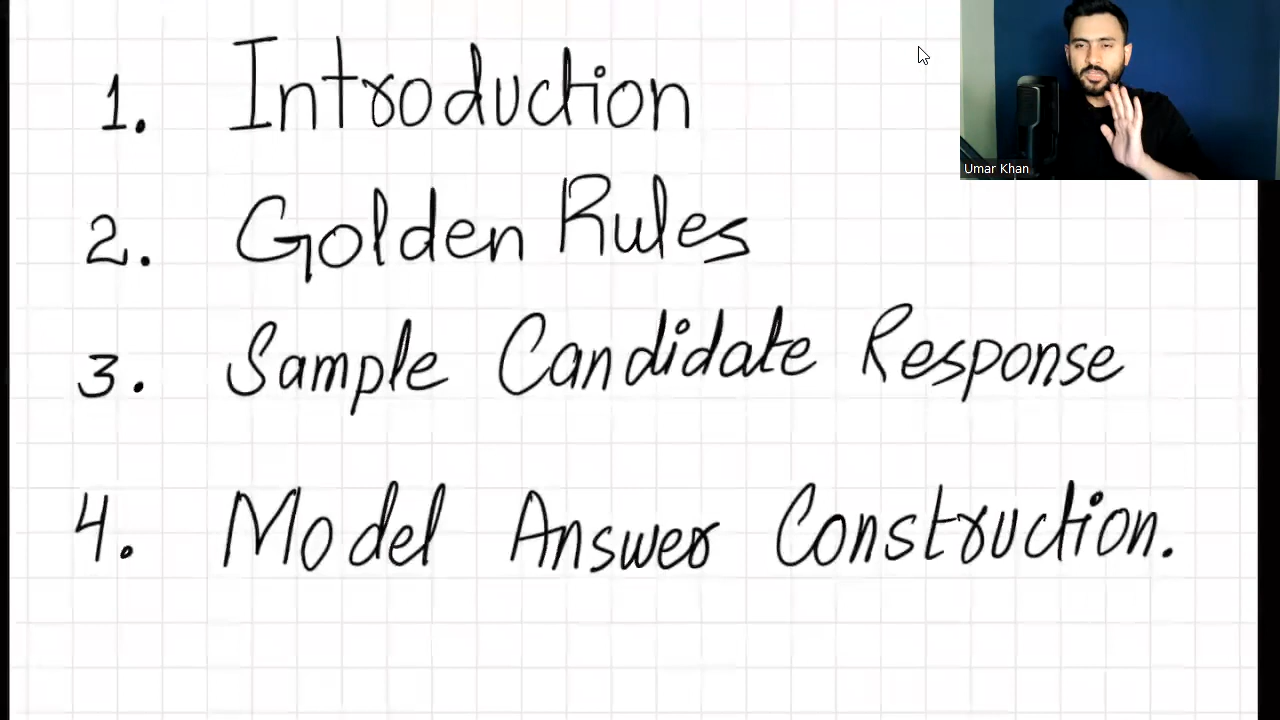 1. Introduction
2. Golden Rules
3. Sample Candidate Response
4. Model Answer Construction.
Umar Khan